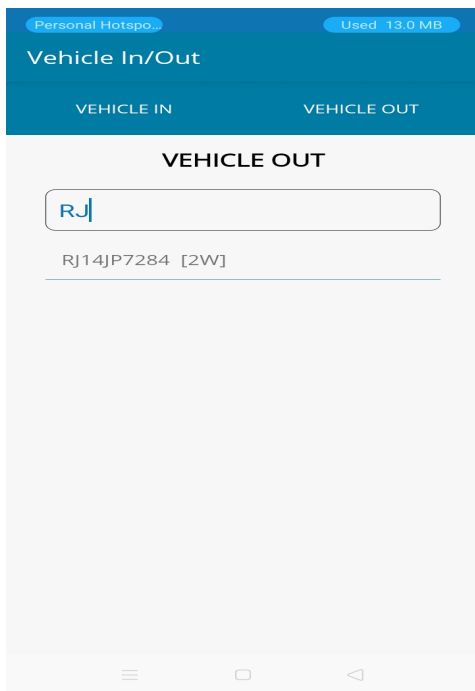 Personal Hotspo... Used 13.0 MB
Vehicle In/Out
VEHICLE IN VEHICLE OUT
VEHICLE OUT
RJ
RJ14JP7284 [2W]